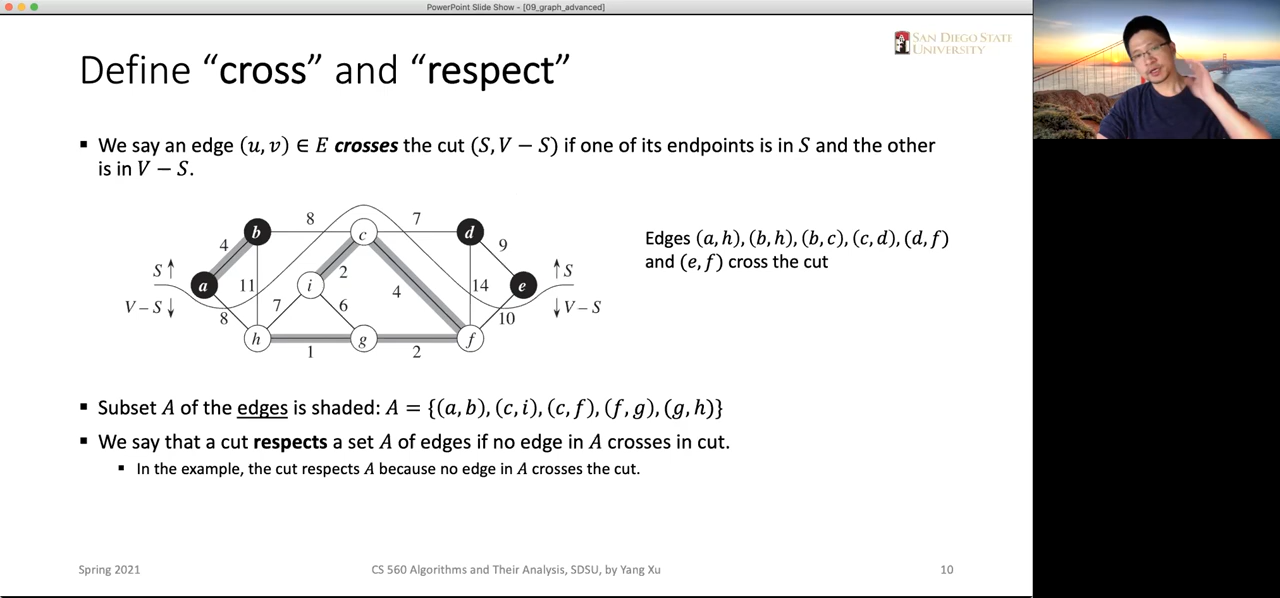 PowerPoint Slide Show - [09_graph_advanced]
SAN DIEGO STATE
UNIVERSITY
Define “cross” and “respect”
▪ We say an edge (u, v) ∈ E crosses the cut (S, V − S) if one of its endpoints is in S and the other
is in V − S.
8
7
b
c
d
4
9
S↑
2
↑S
a
11
i
4
14
e
V − S↓
7
6
↓V − S
8
10
h
g
f
1
2
Edges (a, h), (b, h), (b, c), (c, d), (d, f)
and (e, f) cross the cut
▪ Subset A of the edges is shaded: A = {(a, b), (c, i), (c, f), (f, g), (g, h)}
▪ We say that a cut respects a set A of edges if no edge in A crosses in cut.
▪ In the example, the cut respects A because no edge in A crosses the cut.
Spring 2021
CS 560 Algorithms and Their Analysis, SDSU, by Yang Xu
10